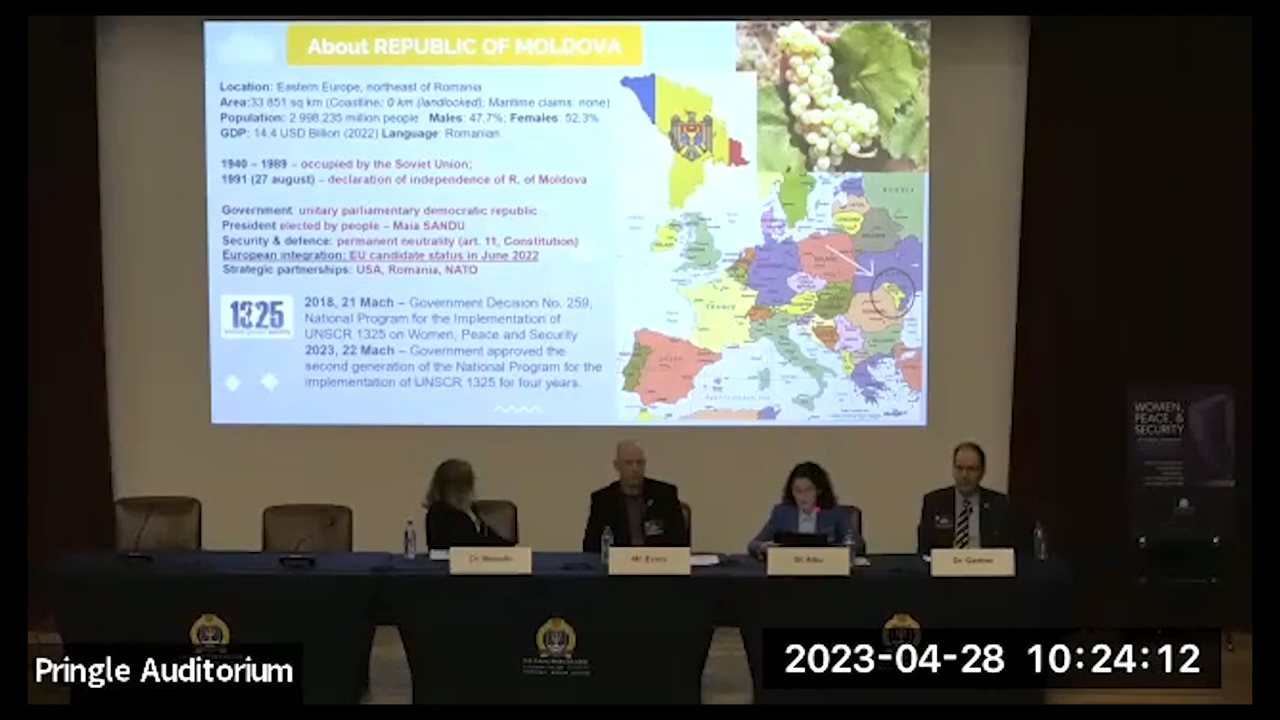 About REPUBLIC OF MOLDOVA
Location: Eastern Europe, northeast of Romania
Area:33 851 sq km (Coastline: 0 km (landlocked); Maritime claims: none)
Population: 2.998.235 million people Males: 47.7%; Females: 52.3%
GDP: 14.4 USD Billion (2022) Language: Romanian
1940 – 1989 – occupied by the Soviet Union;
1991 (27 august) – declaration of independence of R. of Moldova
Government: unitary parliamentary democratic republic
President elected by people – Maia SANDU
Security & defence: permanent neutrality (art. 11, Constitution)
European integration: EU candidate status in June 2022
Strategic partnerships: USA, Romania, NATO
1325
2018, 21 Mach – Government Decision No. 259,
National Program for the Implementation of
UNSCR 1325 on Women, Peace and Security
2023, 22 Mach – Government approved the
second generation of the National Program for the
implementation of UNSCR 1325 for four years.
FRANCE
WOMEN,
PEACE, &
SECURITY
Dr. Albu
Pringle Auditorium
2023-04-28 10:24:12